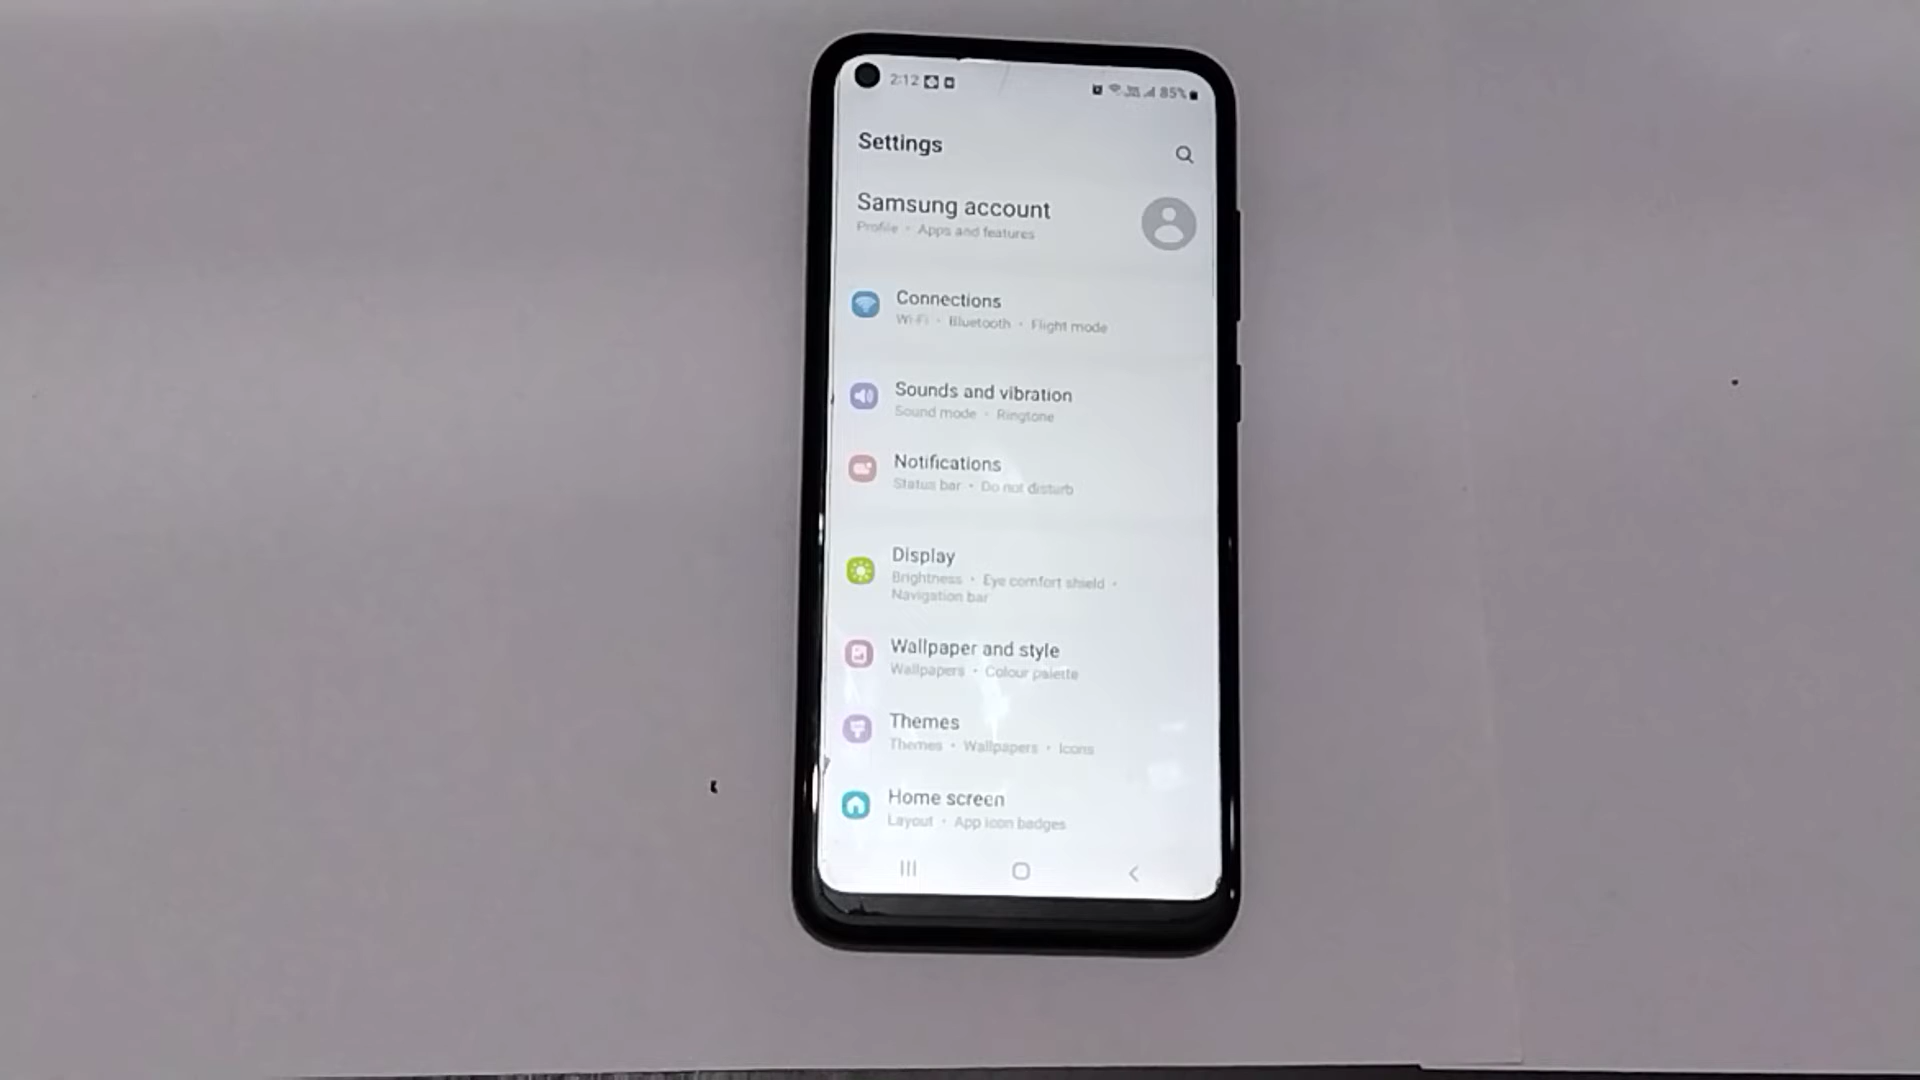 2:12 85%
Settings
Samsung account
Profile • Apps and features
Connections
Wi-Fi • Bluetooth • Flight mode
Sounds and vibration
Sound mode • Ringtone
Notifications
Status bar • Do not disturb
Display
Brightness • Eye comfort shield •
Navigation bar
Wallpaper and style
Wallpapers • Colour palette
Themes
Themes • Wallpapers • Icons
Home screen
Layout • App icon badges